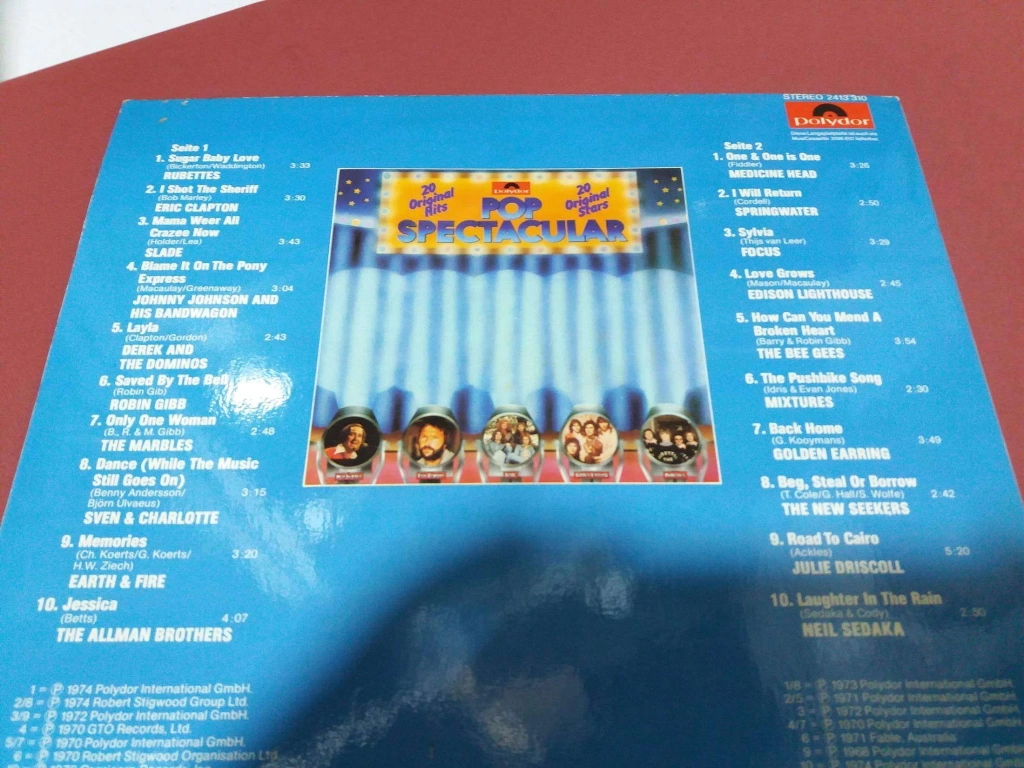 STEREO 2413 310
polydor
Seite 1
1. Sugar Baby Love
(Bickerton/Waddington) 3:33
RUBETTES
2. I Shot The Sheriff
(Bob Marley) 3:30
ERIC CLAPTON
3. Mama Weer All
Crazee Now
(Holder/Lea) 3:43
SLADE
4. Blame It On The Pony
Express
(Macaulay/Greenaway) 3:04
JOHNNY JOHNSON AND
HIS BANDWAGON
5. Layla
(Clapton/Gordon) 2:43
DEREK AND
THE DOMINOS
6. Saved By The Bell
(Robin Gib)
ROBIN GIBB
7. Only One Woman
(B., R. & M. Gibb) 2:48
THE MARBLES
8. Dance (While The Music
Still Goes On)
(Benny Andersson/ 3:15
Björn Ulvaeus)
SVEN & CHARLOTTE
9. Memories
(Ch. Koerts/G. Koerts/ 3:20
H.W. Ziech)
EARTH & FIRE
10. Jessica
(Betts) 4:07
THE ALLMAN BROTHERS
polydor
20 Original Hits
20 Original Stars
POP
SPECTACULAR
Seite 2
1. One & One is One
(Fiddler) 3:26
MEDICINE HEAD
2. I Will Return
(Cordell) 2:50
SPRINGWATER
3. Sylvia
(Thijs van Leer) 3:29
FOCUS
4. Love Grows
(Mason/Macaulay) 2:45
EDISON LIGHTHOUSE
5. How Can You Mend A
Broken Heart
(Barry & Robin Gibb) 3:54
THE BEE GEES
6. The Pushbike Song
(Idris & Evan Jones) 2:30
MIXTURES
7. Back Home
(G. Kooymans) 3:49
GOLDEN EARRING
8. Beg, Steal Or Borrow
(T. Cole/G. Hall/S. Wolfe) 2:42
THE NEW SEEKERS
9. Road To Cairo
(Ackles) 5:20
JULIE DRISCOLL
10. Laughter In The Rain
(Sedaka & Cody) 2:50
NEIL SEDAKA
1 = ℗ 1974 Polydor International GmbH.
2/8 = ℗ 1974 Robert Stigwood Group Ltd.
3/9 = ℗ 1972 Polydor International GmbH.
4 = ℗ 1970 GTO Records, Ltd.
5/7 = ℗ 1970 Polydor International GmbH.
6 = ℗ 1970 Robert Stigwood Organisation Ltd
1/8 = ℗ 1973 Polydor International GmbH.
2/5 = ℗ 1971 Polydor International GmbH.
3 = ℗ 1972 Polydor International GmbH.
4/7 = ℗ 1970 Polydor International GmbH.
6 = ℗ 1971 Fable, Australia
9 = ℗ 1968 Polydor International GmbH.